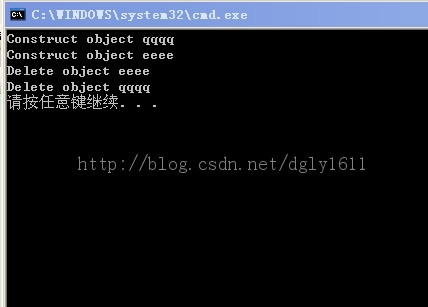 C:\WINDOWS\system32\cmd.exe
Construct object qqqq
Construct object eeee
Delete object eeee
Delete object qqqq
请按任意键继续. . .
http://blog.csdn.net/dgly1611